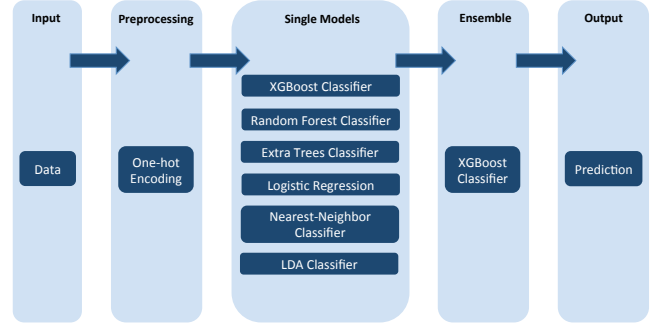 Input
Preprocessing
Single Models
Ensemble
Output
Data
One-hot
Encoding
XGBoost Classifier
Random Forest Classifier
Extra Trees Classifier
Logistic Regression
Nearest-Neighbor
Classifier
LDA Classifier
XGBoost
Classifier
Prediction